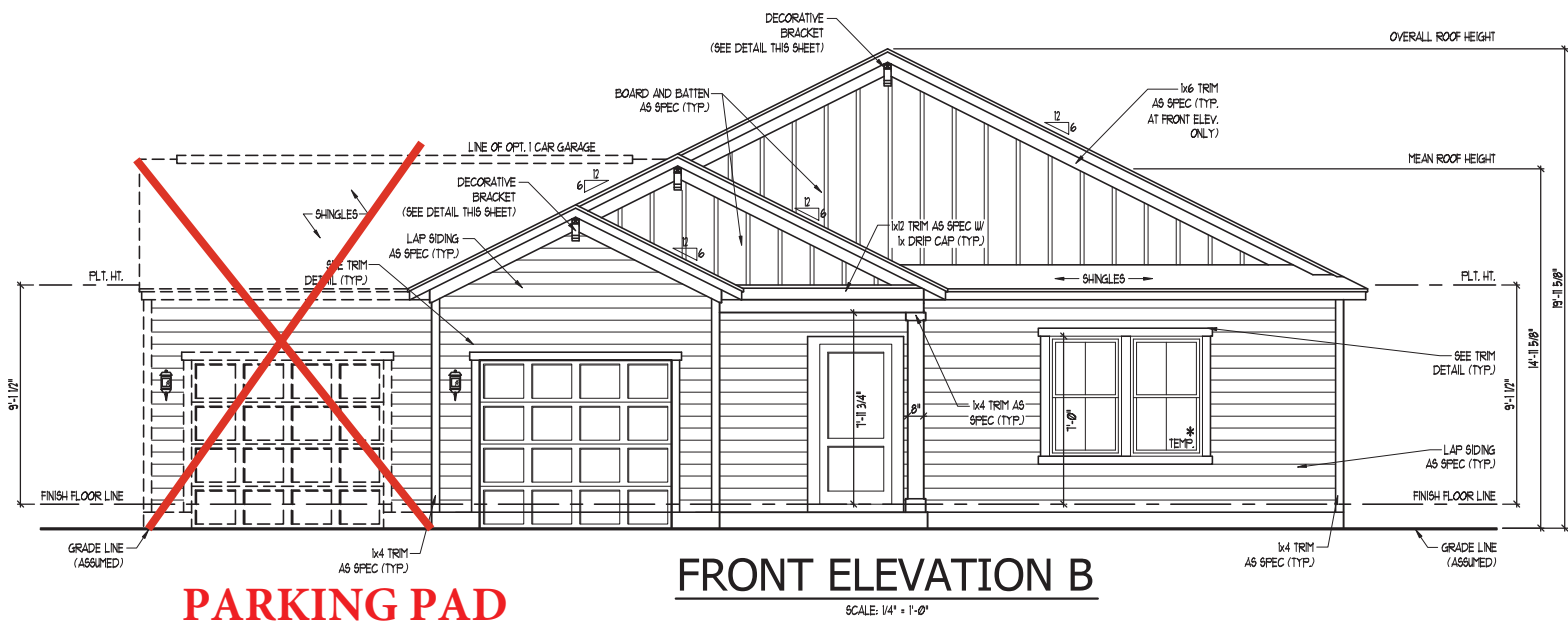 DECORATIVE
BRACKET
(SEE DETAIL THIS SHEET)
OVERALL ROOF HEIGHT
BOARD AND BATTEN
AS SPEC (TYP.)
1x6 TRIM
AS SPEC (TYP.
AT FRONT ELEV.
ONLY)
12
6
LINE OF OPT. 1 CAR GARAGE
MEAN ROOF HEIGHT
12
6
DECORATIVE
BRACKET
(SEE DETAIL THIS SHEET)
SHINGLES
12
6
1x12 TRIM AS SPEC W/
1x DRIP CAP (TYP.)
LAP SIDING
AS SPEC (TYP.)
12
6
SEE TRIM
DETAIL (TYP.)
PLT. HT.
SHINGLES
PLT. HT.
19'-11 5/8"
14'-11 5/8"
9'-1 1/2"
9'-1 1/2"
SEE TRIM
DETAIL (TYP.)
7'-11 3/4"
8"
7'-0"
1x4 TRIM AS
SPEC (TYP.)
*
TEMP.
LAP SIDING
AS SPEC (TYP.)
FINISH FLOOR LINE
FINISH FLOOR LINE
GRADE LINE
(ASSUMED)
1x4 TRIM
AS SPEC (TYP.)
1x4 TRIM
AS SPEC (TYP.)
GRADE LINE
(ASSUMED)
FRONT ELEVATION B
SCALE: 1/4" = 1'-0"
PARKING PAD